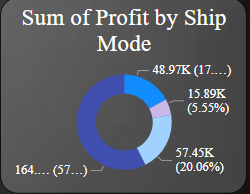 Sum of Profit by Ship
Mode
48.97K (17.…)
15.89K
(5.55%)
57.45K
(20.06%)
164.… (57…)